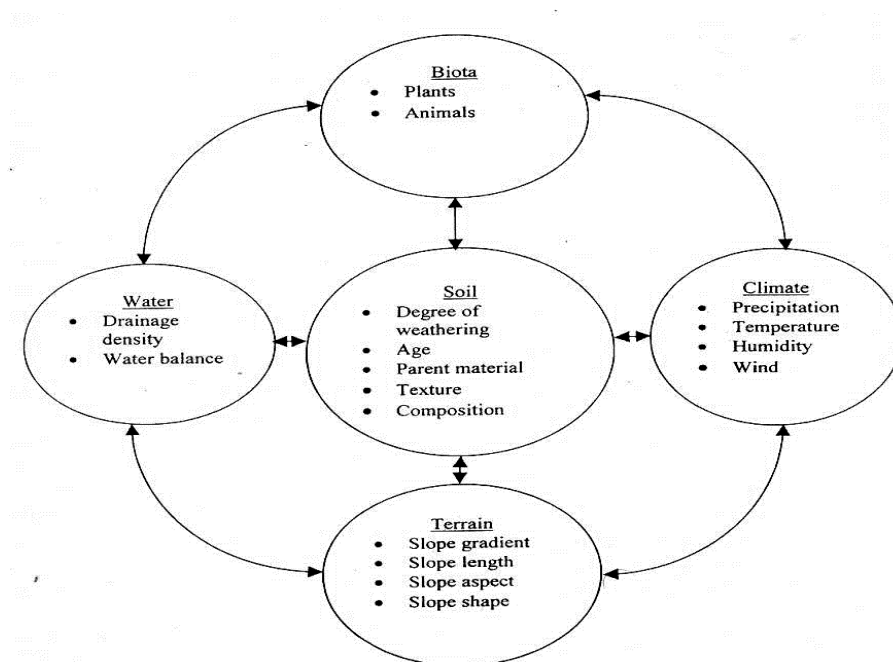 Biota
• Plants
• Animals
Water
• Drainage
density
• Water balance
Soil
• Degree of
weathering
• Age
• Parent material
• Texture
• Composition
Climate
• Precipitation
• Temperature
• Humidity
• Wind
Terrain
• Slope gradient
• Slope length
• Slope aspect
• Slope shape